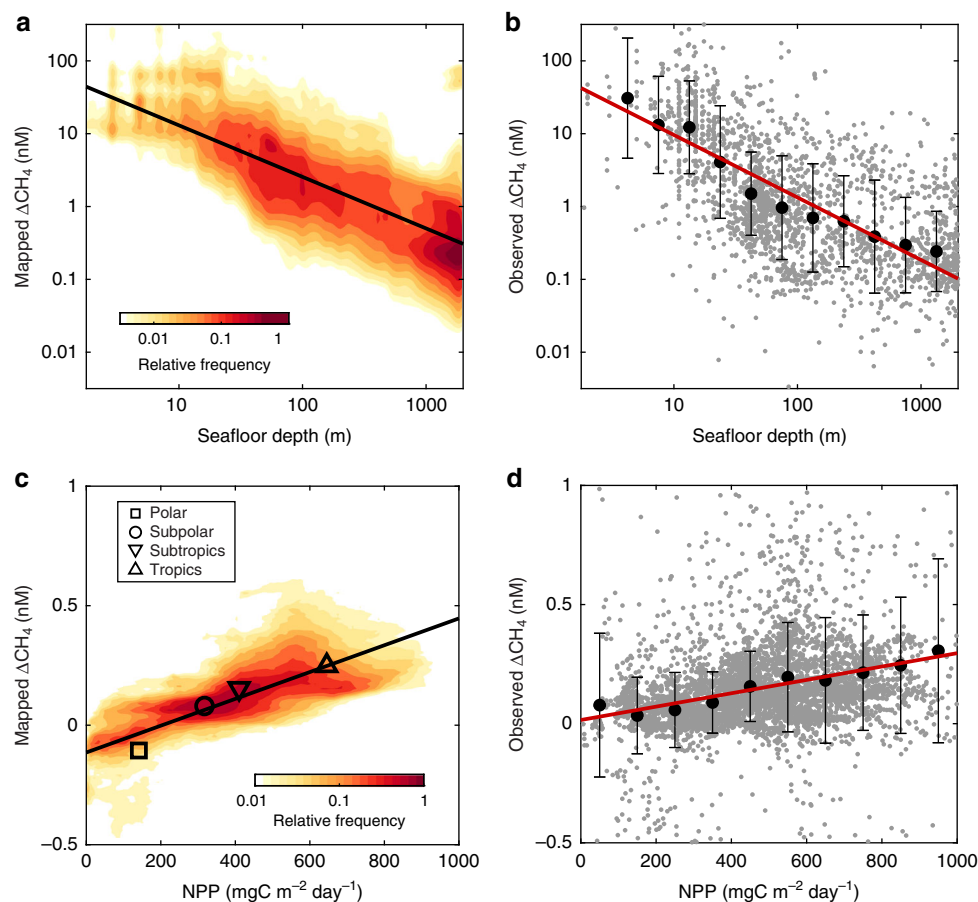 a
100
10
1
0.1
0.01
Mapped ΔCH₄ (nM)
0.01 0.1 1
Relative frequency
10 100 1000
Seafloor depth (m)
b
100
10
1
0.1
0.01
Observed ΔCH₄ (nM)
10 100 1000
Seafloor depth (m)
c
1
0.5
0
–0.5
Mapped ΔCH₄ (nM)
Polar
Subpolar
Subtropics
Tropics
0.01 0.1 1
Relative frequency
0 200 400 600 800 1000
NPP (mgC m⁻² day⁻¹)
d
1
0.5
0
–0.5
Observed ΔCH₄ (nM)
0 200 400 600 800 1000
NPP (mgC m⁻² day⁻¹)